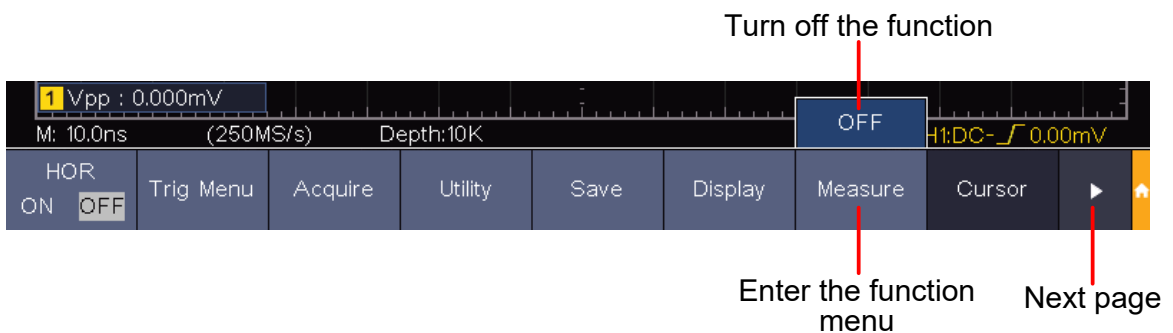 Turn off the function
1 Vpp : 0.000mV
M: 10.0ns (250MS/s) Depth:10K OFF H1:DC- 0.00mV
HOR
ON OFF Trig Menu Acquire Utility Save Display Measure Cursor
Enter the function
menu
Next page